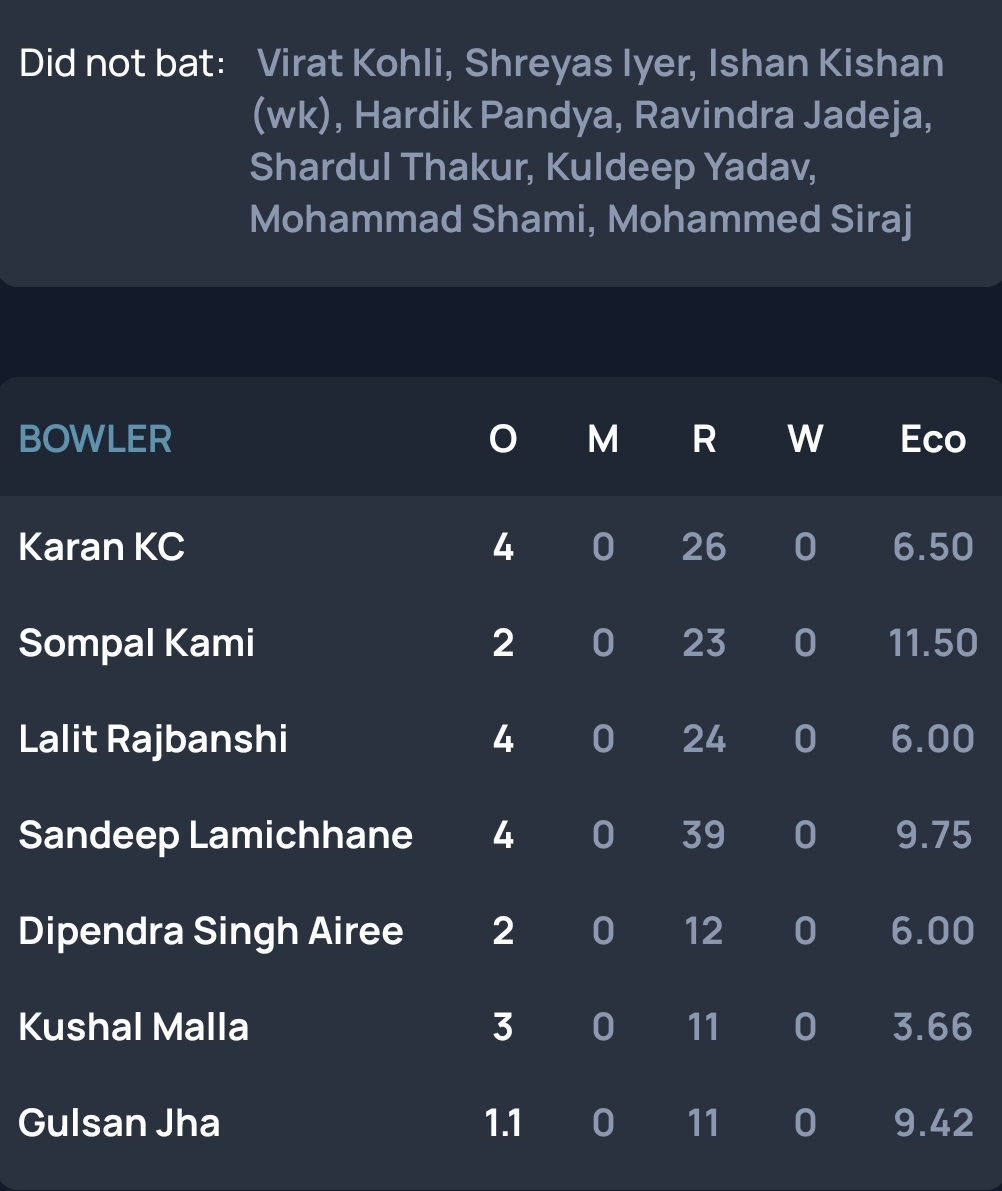 Did not bat: Virat Kohli, Shreyas Iyer, Ishan Kishan
(wk), Hardik Pandya, Ravindra Jadeja,
Shardul Thakur, Kuldeep Yadav,
Mohammad Shami, Mohammed Siraj
BOWLER O M R W Eco
Karan KC 4 0 26 0 6.50
Sompal Kami 2 0 23 0 11.50
Lalit Rajbanshi 4 0 24 0 6.00
Sandeep Lamichhane 4 0 39 0 9.75
Dipendra Singh Airee 2 0 12 0 6.00
Kushal Malla 3 0 11 0 3.66
Gulsan Jha 1.1 0 11 0 9.42